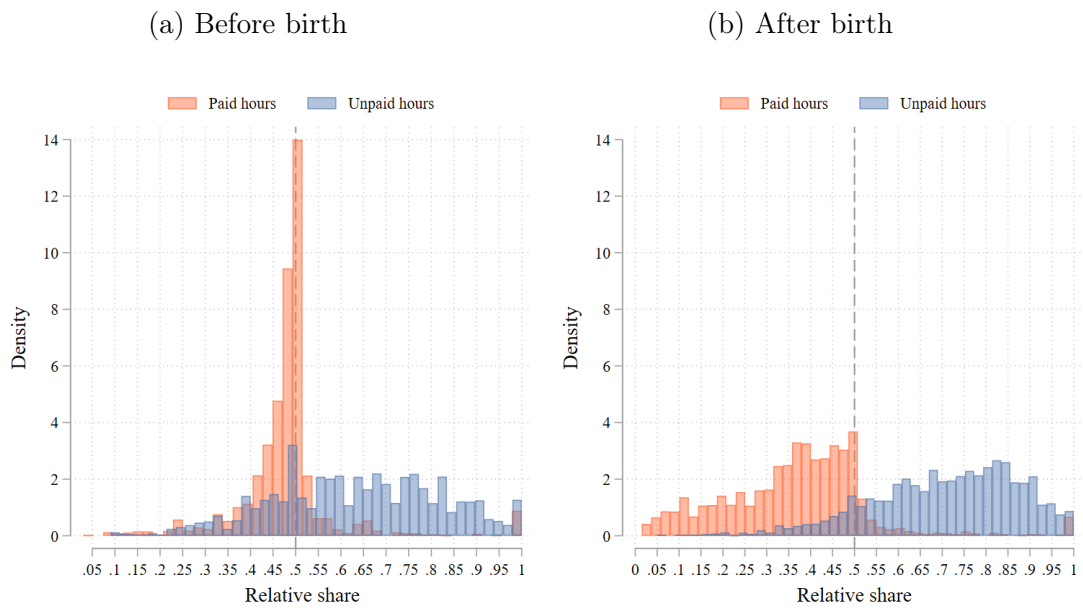 (a) Before birth
(b) After birth
Paid hours Unpaid hours
Paid hours Unpaid hours
Density
14
12
10
8
6
4
2
0
.05 .1 .15 .2 .25 .3 .35 .4 .45 .5 .55 .6 .65 .7 .75 .8 .85 .9 .95 1
Relative share
Density
14
12
10
8
6
4
2
0
0 .05 .1 .15 .2 .25 .3 .35 .4 .45 .5 .55 .6 .65 .7 .75 .8 .85 .9 .95 1
Relative share